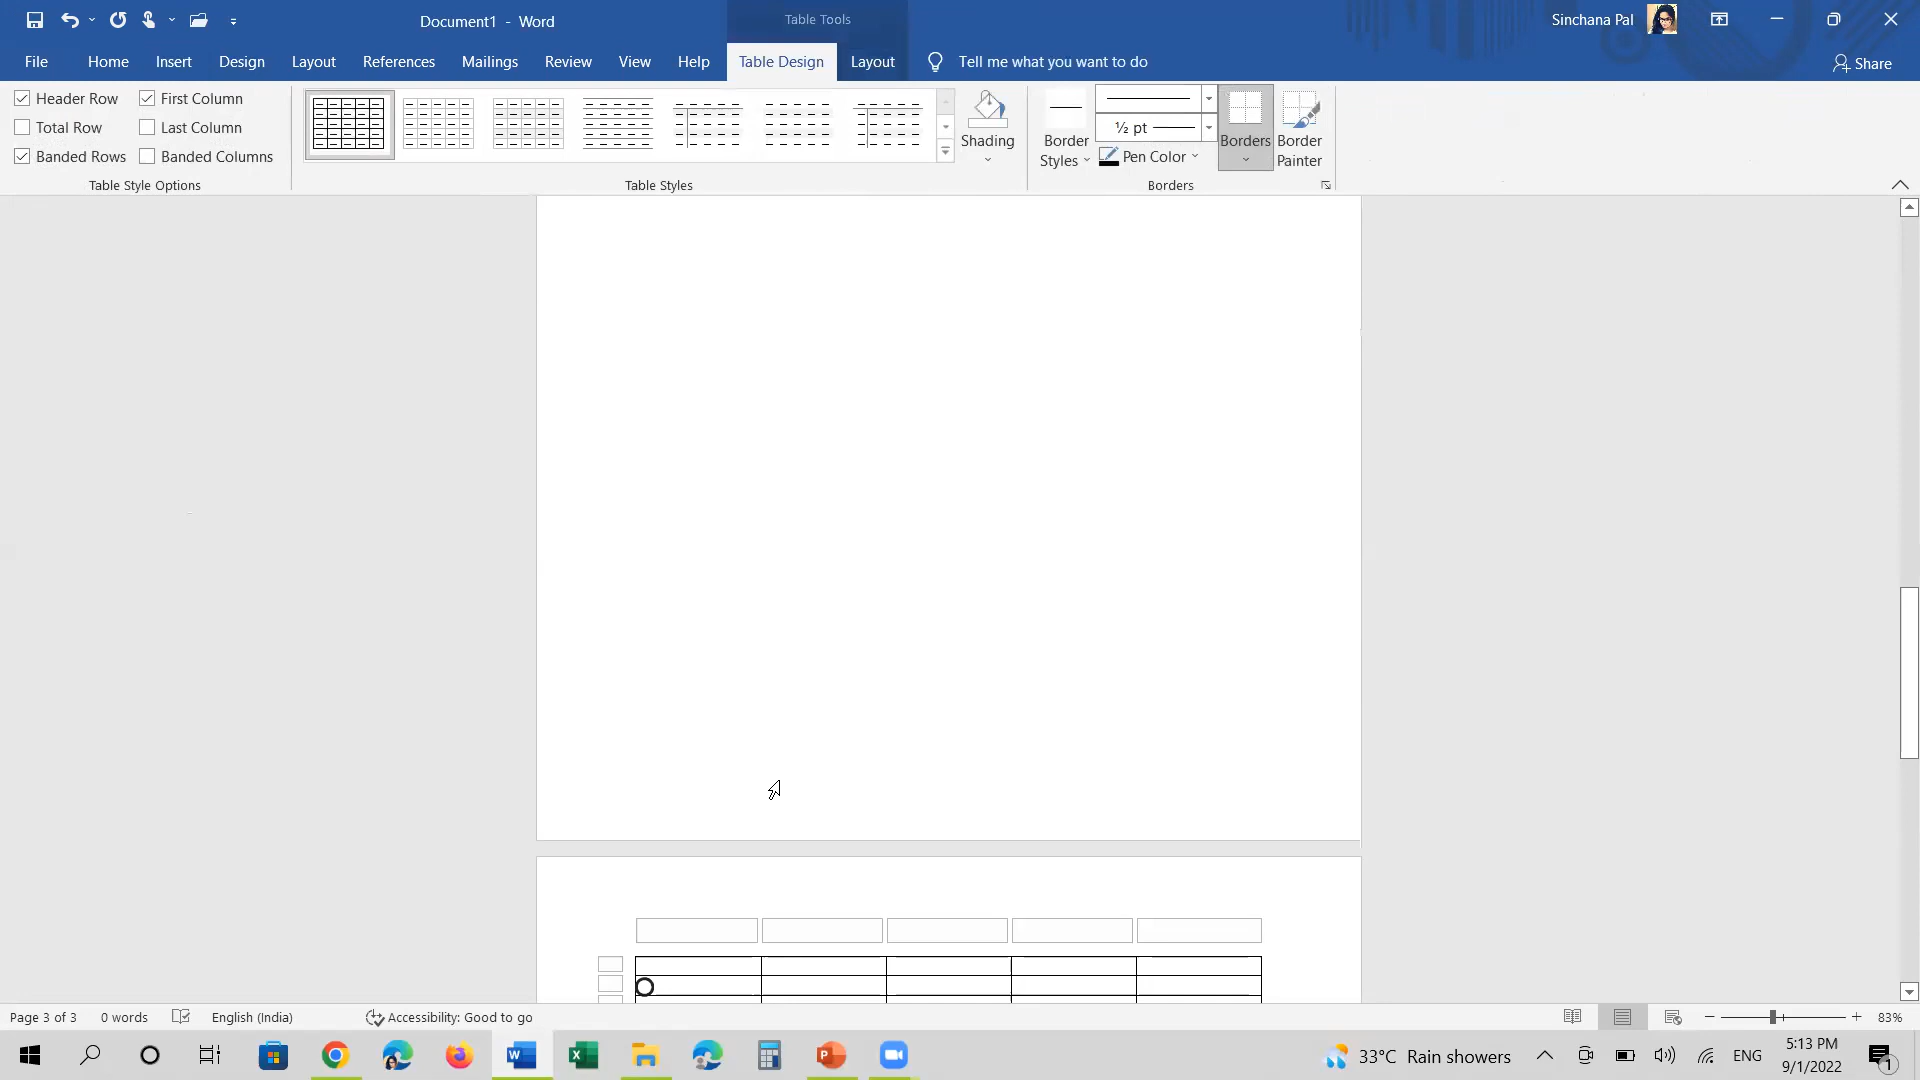 Document1 - Word
Table Tools
Sinchana Pal
File Home Insert Design Layout References Mailings Review View Help Table Design Layout Tell me what you want to do Share
Header Row First Column
Total Row Last Column
Banded Rows Banded Columns
Table Style Options
Table Styles
Shading
Border Styles
½ pt
Pen Color
Borders
Border Painter
Borders
Page 3 of 3 0 words English (India) Accessibility: Good to go 83%
33°C Rain showers ENG
5:13 PM
9/1/2022
1